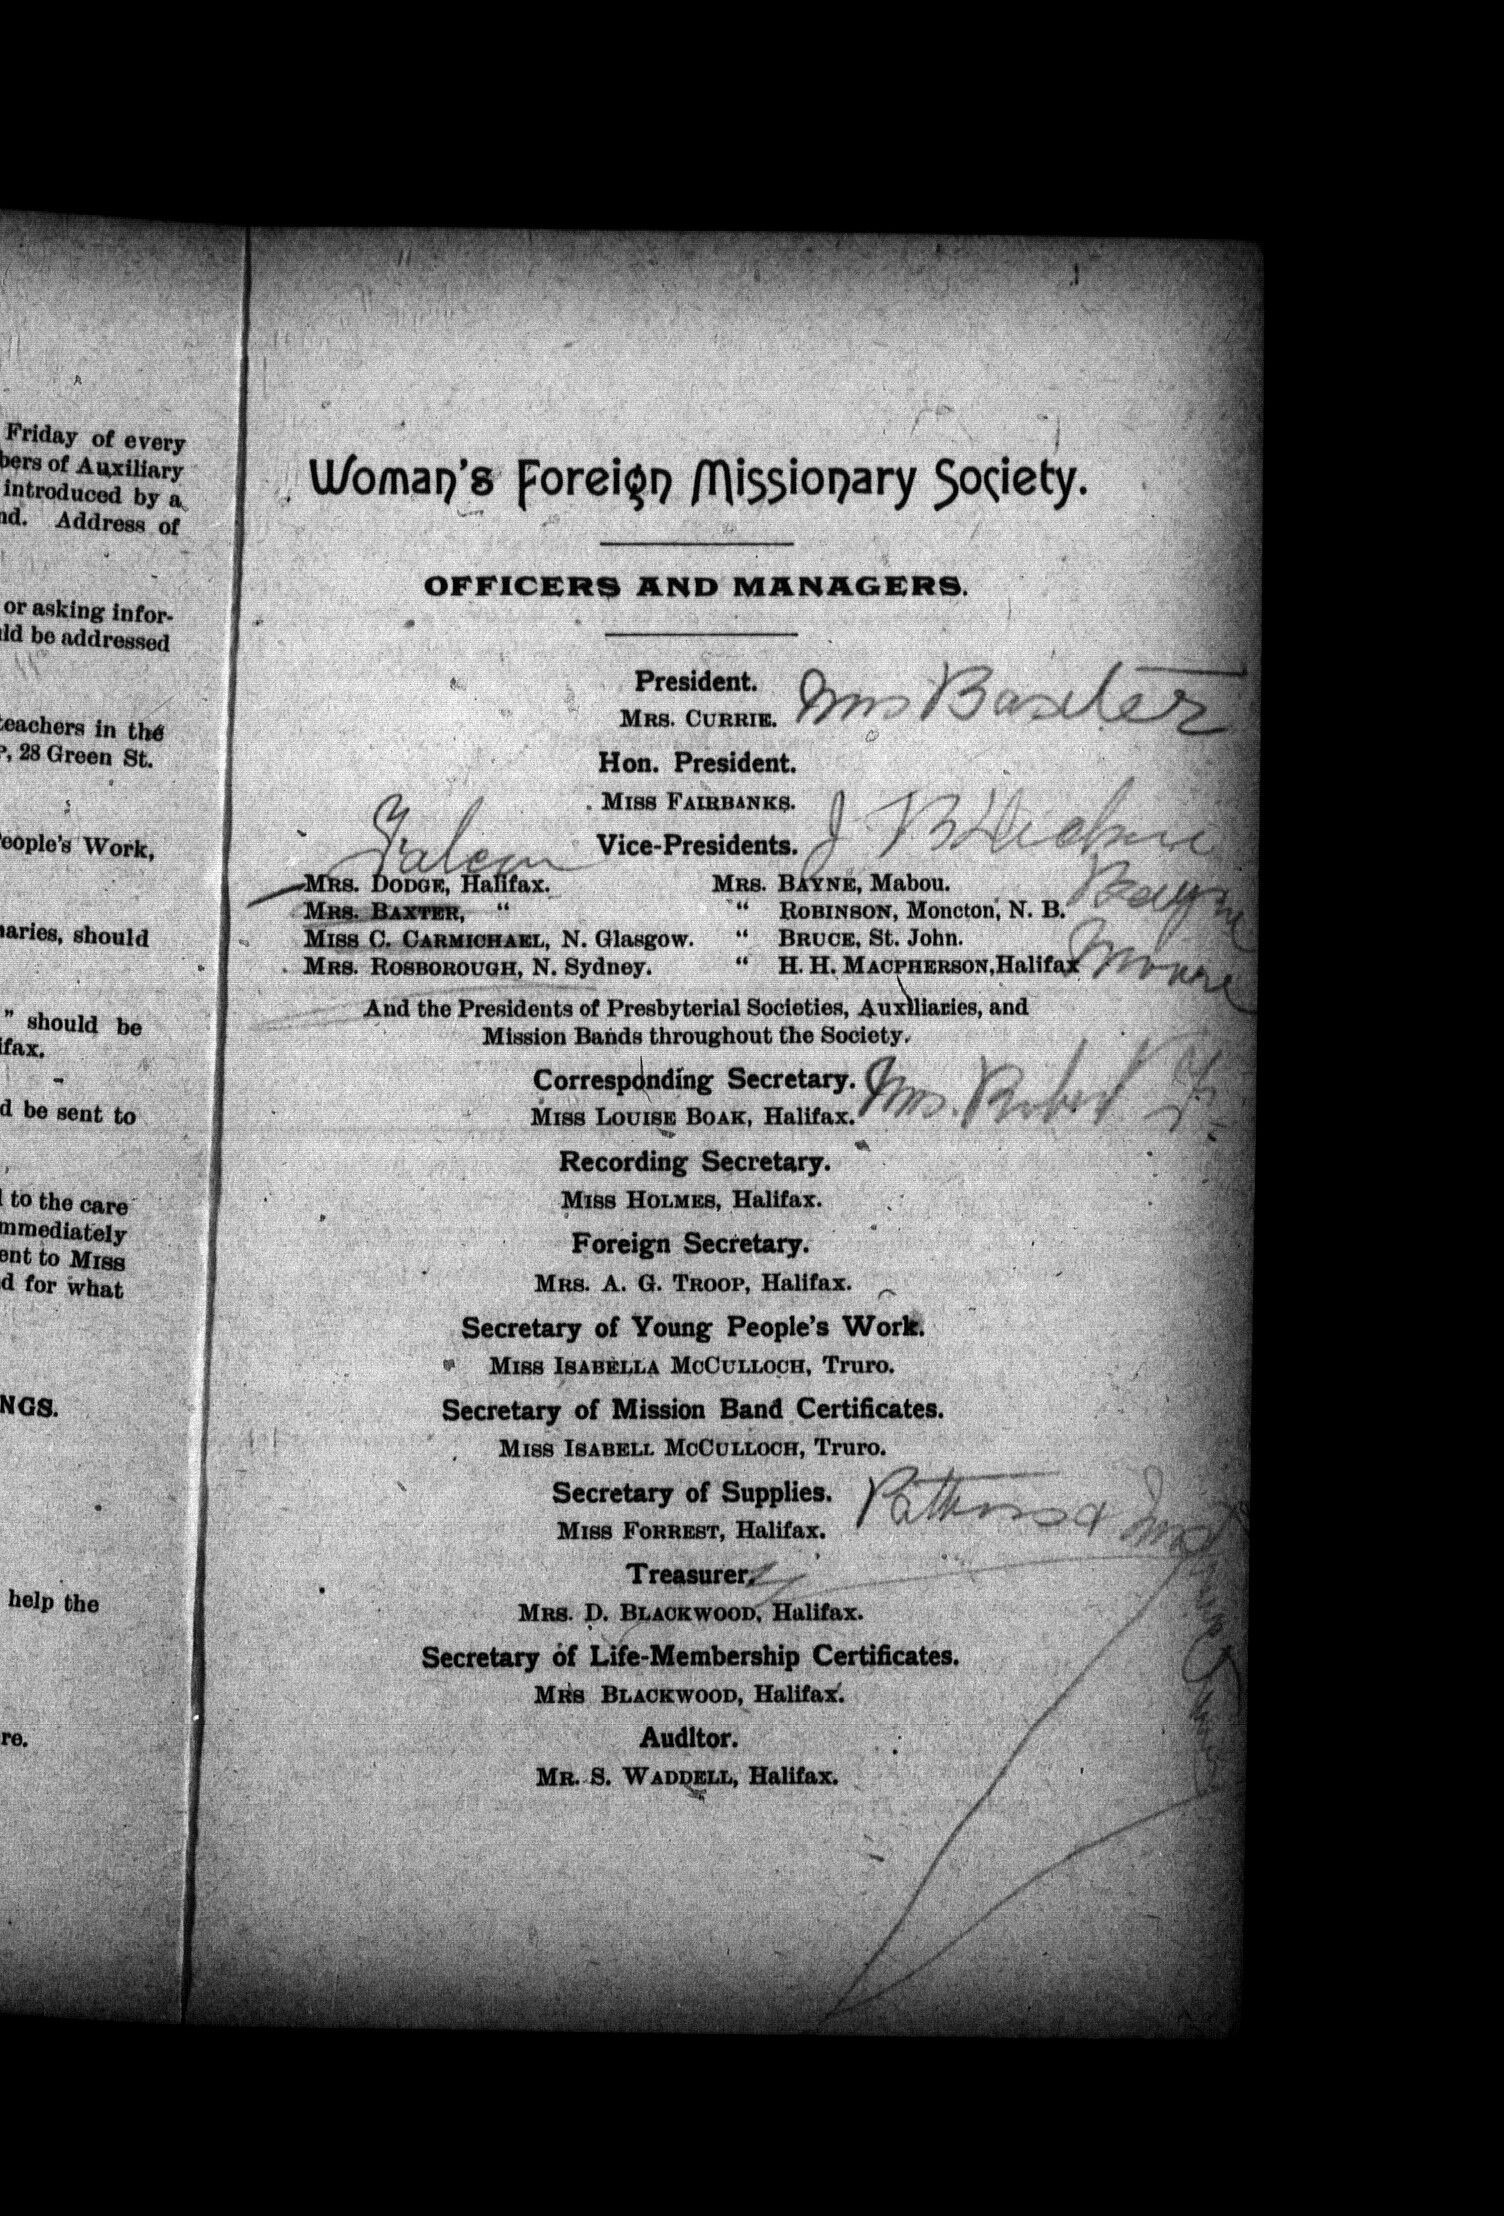 Friday of every
bers of Auxiliary
introduced by a
nd. Address of
or asking infor-
ld be addressed
teachers in the
P, 28 Green St.
People's Work,
naries, should
" should be
ifax.
d be sent to
l to the care
mmediately
ent to MISS
d for what
NGS.
help the
re.
Woman's Foreign Missionary Society.
OFFICERS AND MANAGERS.
President.
MRS. CURRIE. Mrs Baxter
Hon. President.
MISS FAIRBANKS.
Vice-Presidents. J
MRS. DODGE, Halifax. MRS. BAYNE, Mabou. Bayne
MRS. BAXTER, " " ROBINSON, Moncton, N. B.
MISS C. CARMICHAEL, N. Glasgow. " BRUCE, St. John.
MRS. ROSBOROUGH, N. Sydney. " H. H. MACPHERSON, Halifax
And the Presidents of Presbyterial Societies, Auxiliaries, and
Mission Bands throughout the Society.
Corresponding Secretary. Mrs. Robert
MISS LOUISE BOAK, Halifax.
Recording Secretary.
MISS HOLMES, Halifax.
Foreign Secretary.
MRS. A. G. TROOP, Halifax.
Secretary of Young People's Work.
MISS ISABELLA MCCULLOCH, Truro.
Secretary of Mission Band Certificates.
MISS ISABELL MCCULLOCH, Truro.
Secretary of Supplies.
MISS FORREST, Halifax.
Treasurer.
MRS. D. BLACKWOOD, Halifax.
Secretary of Life-Membership Certificates.
MRS BLACKWOOD, Halifax.
Auditor.
MR. S. WADDELL, Halifax.